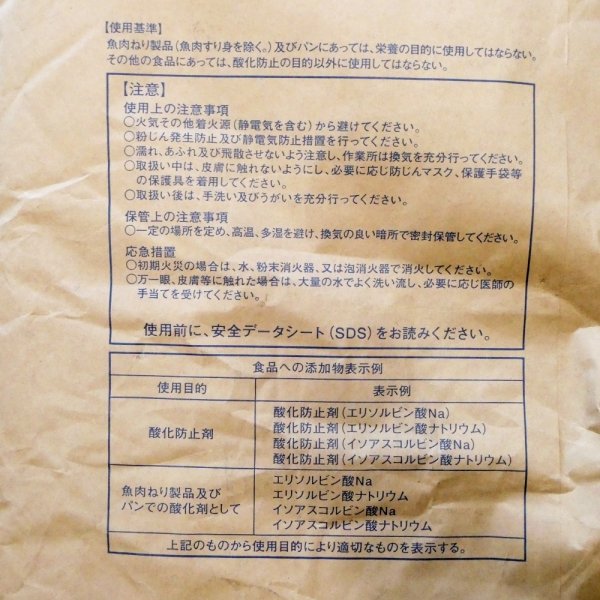 【使用基準】
魚肉ねり製品(魚肉すり身を除く。)及びパンにあっては、栄養の目的に使用してはならない。
その他の食品にあっては、酸化防止の目的以外に使用してはならない。
【注意】
使用上の注意事項
○火気その他着火源(静電気を含む)から避けてください。
○粉じん発生防止及び静電気防止措置を行ってください。
○濡れ、あふれ及び飛散させないよう注意し、作業所は換気を充分行ってください。
○取扱い中は、皮膚に触れないようにし、必要に応じ防じんマスク、保護手袋等
の保護具を着用してください。
○取扱い後は、手洗い及びうがいを充分行ってください。
保管上の注意事項
○一定の場所を定め、高温、多湿を避け、換気の良い暗所で密封保管してください。
応急措置
○初期火災の場合は、水、粉末消火器、又は泡消火器で消火してください。
○万一眼、皮膚等に触れた場合は、大量の水でよく洗い流し、必要に応じ医師の
手当てを受けてください。
使用前に、安全データシート(SDS)をお読みください。
食品への添加物表示例
使用目的 表示例
酸化防止剤
酸化防止剤(エリソルビン酸Na)
酸化防止剤(エリソルビン酸ナトリウム)
酸化防止剤(イソアスコルビン酸Na)
酸化防止剤(イソアスコルビン酸ナトリウム)
魚肉ねり製品及び
パンでの酸化剤として
エリソルビン酸Na
エリソルビン酸ナトリウム
イソアスコルビン酸Na
イソアスコルビン酸ナトリウム
上記のものから使用目的により適切なものを表示する。